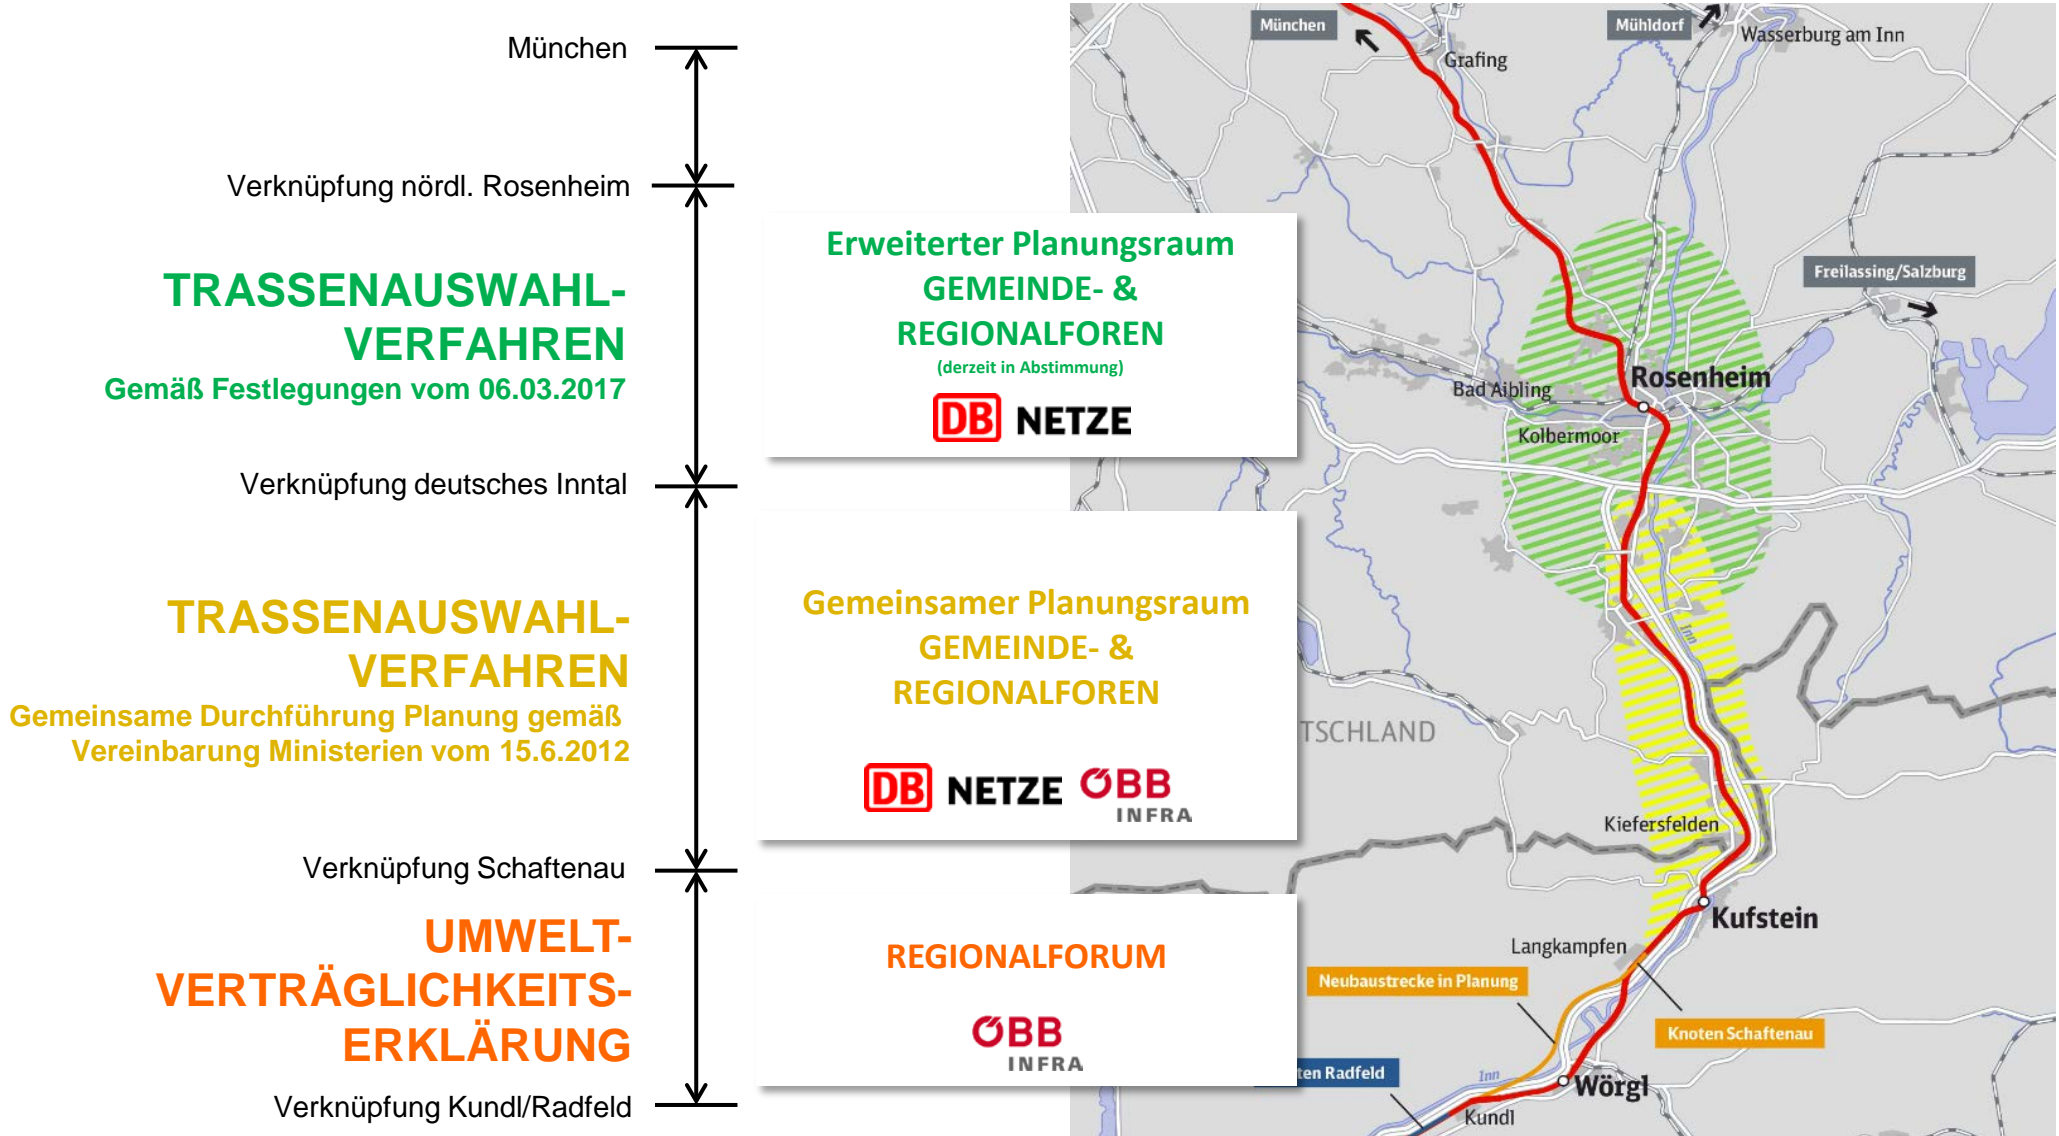 München
Verknüpfung nördl. Rosenheim
TRASSENAUSWAHL-
VERFAHREN
Gemäß Festlegungen vom 06.03.2017
Verknüpfung deutsches Inntal
TRASSENAUSWAHL-
VERFAHREN
Gemeinsame Durchführung Planung gemäß
Vereinbarung Ministerien vom 15.6.2012
Verknüpfung Schaftenau
UMWELT-
VERTRÄGLICHKEITS-
ERKLÄRUNG
Verknüpfung Kundl/Radfeld
Erweiterter Planungsraum
GEMEINDE- &
REGIONALFOREN
(derzeit in Abstimmung)
DB NETZE
Gemeinsamer Planungsraum
GEMEINDE- &
REGIONALFOREN
DB NETZE ÖBB
INFRA
REGIONALFORUM
ÖBB
INFRA
München
Mühldorf
Wasserburg am Inn
Grafing
Freilassing/Salzburg
Rosenheim
Bad Aibling
Kolbermoor
Inn
TSCHLAND
Kiefersfelden
Kufstein
Langkampfen
Neubaustrecke in Planung
Knoten Schaftenau
ten Radfeld
Inn
Wörgl
Kundl